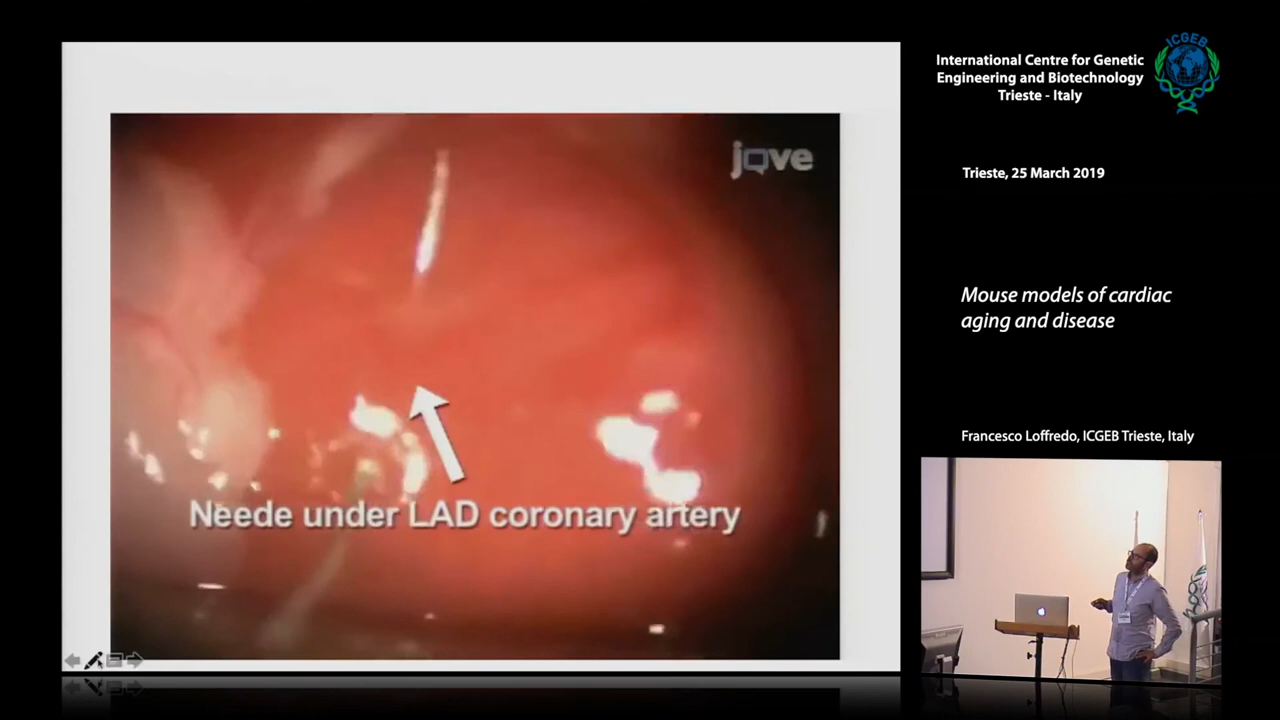 jove
Neede under LAD coronary artery
International Centre for Genetic
Engineering and Biotechnology
Trieste - Italy
ICGEB
Trieste, 25 March 2019
Mouse models of cardiac
aging and disease
Francesco Loffredo, ICGEB Trieste, Italy